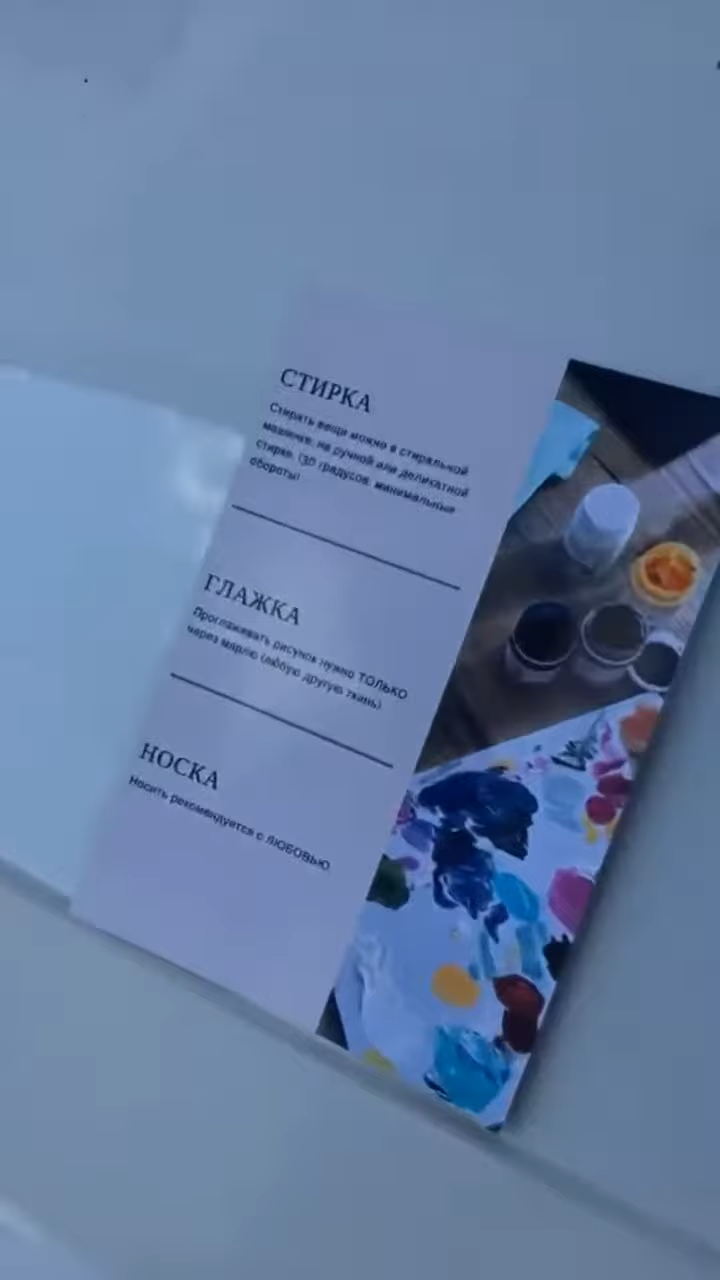 СТИРКА
Стирать вещи можно в стиральной
машинке, на ручной или деликатной
стирке. (30 градусов, минимальные
обороты)
ГЛАЖКА
Проглаживать рисунок нужно ТОЛЬКО
через марлю (любую другую ткань).
НОСКА
Носить рекомендуется с ЛЮБОВЬЮ